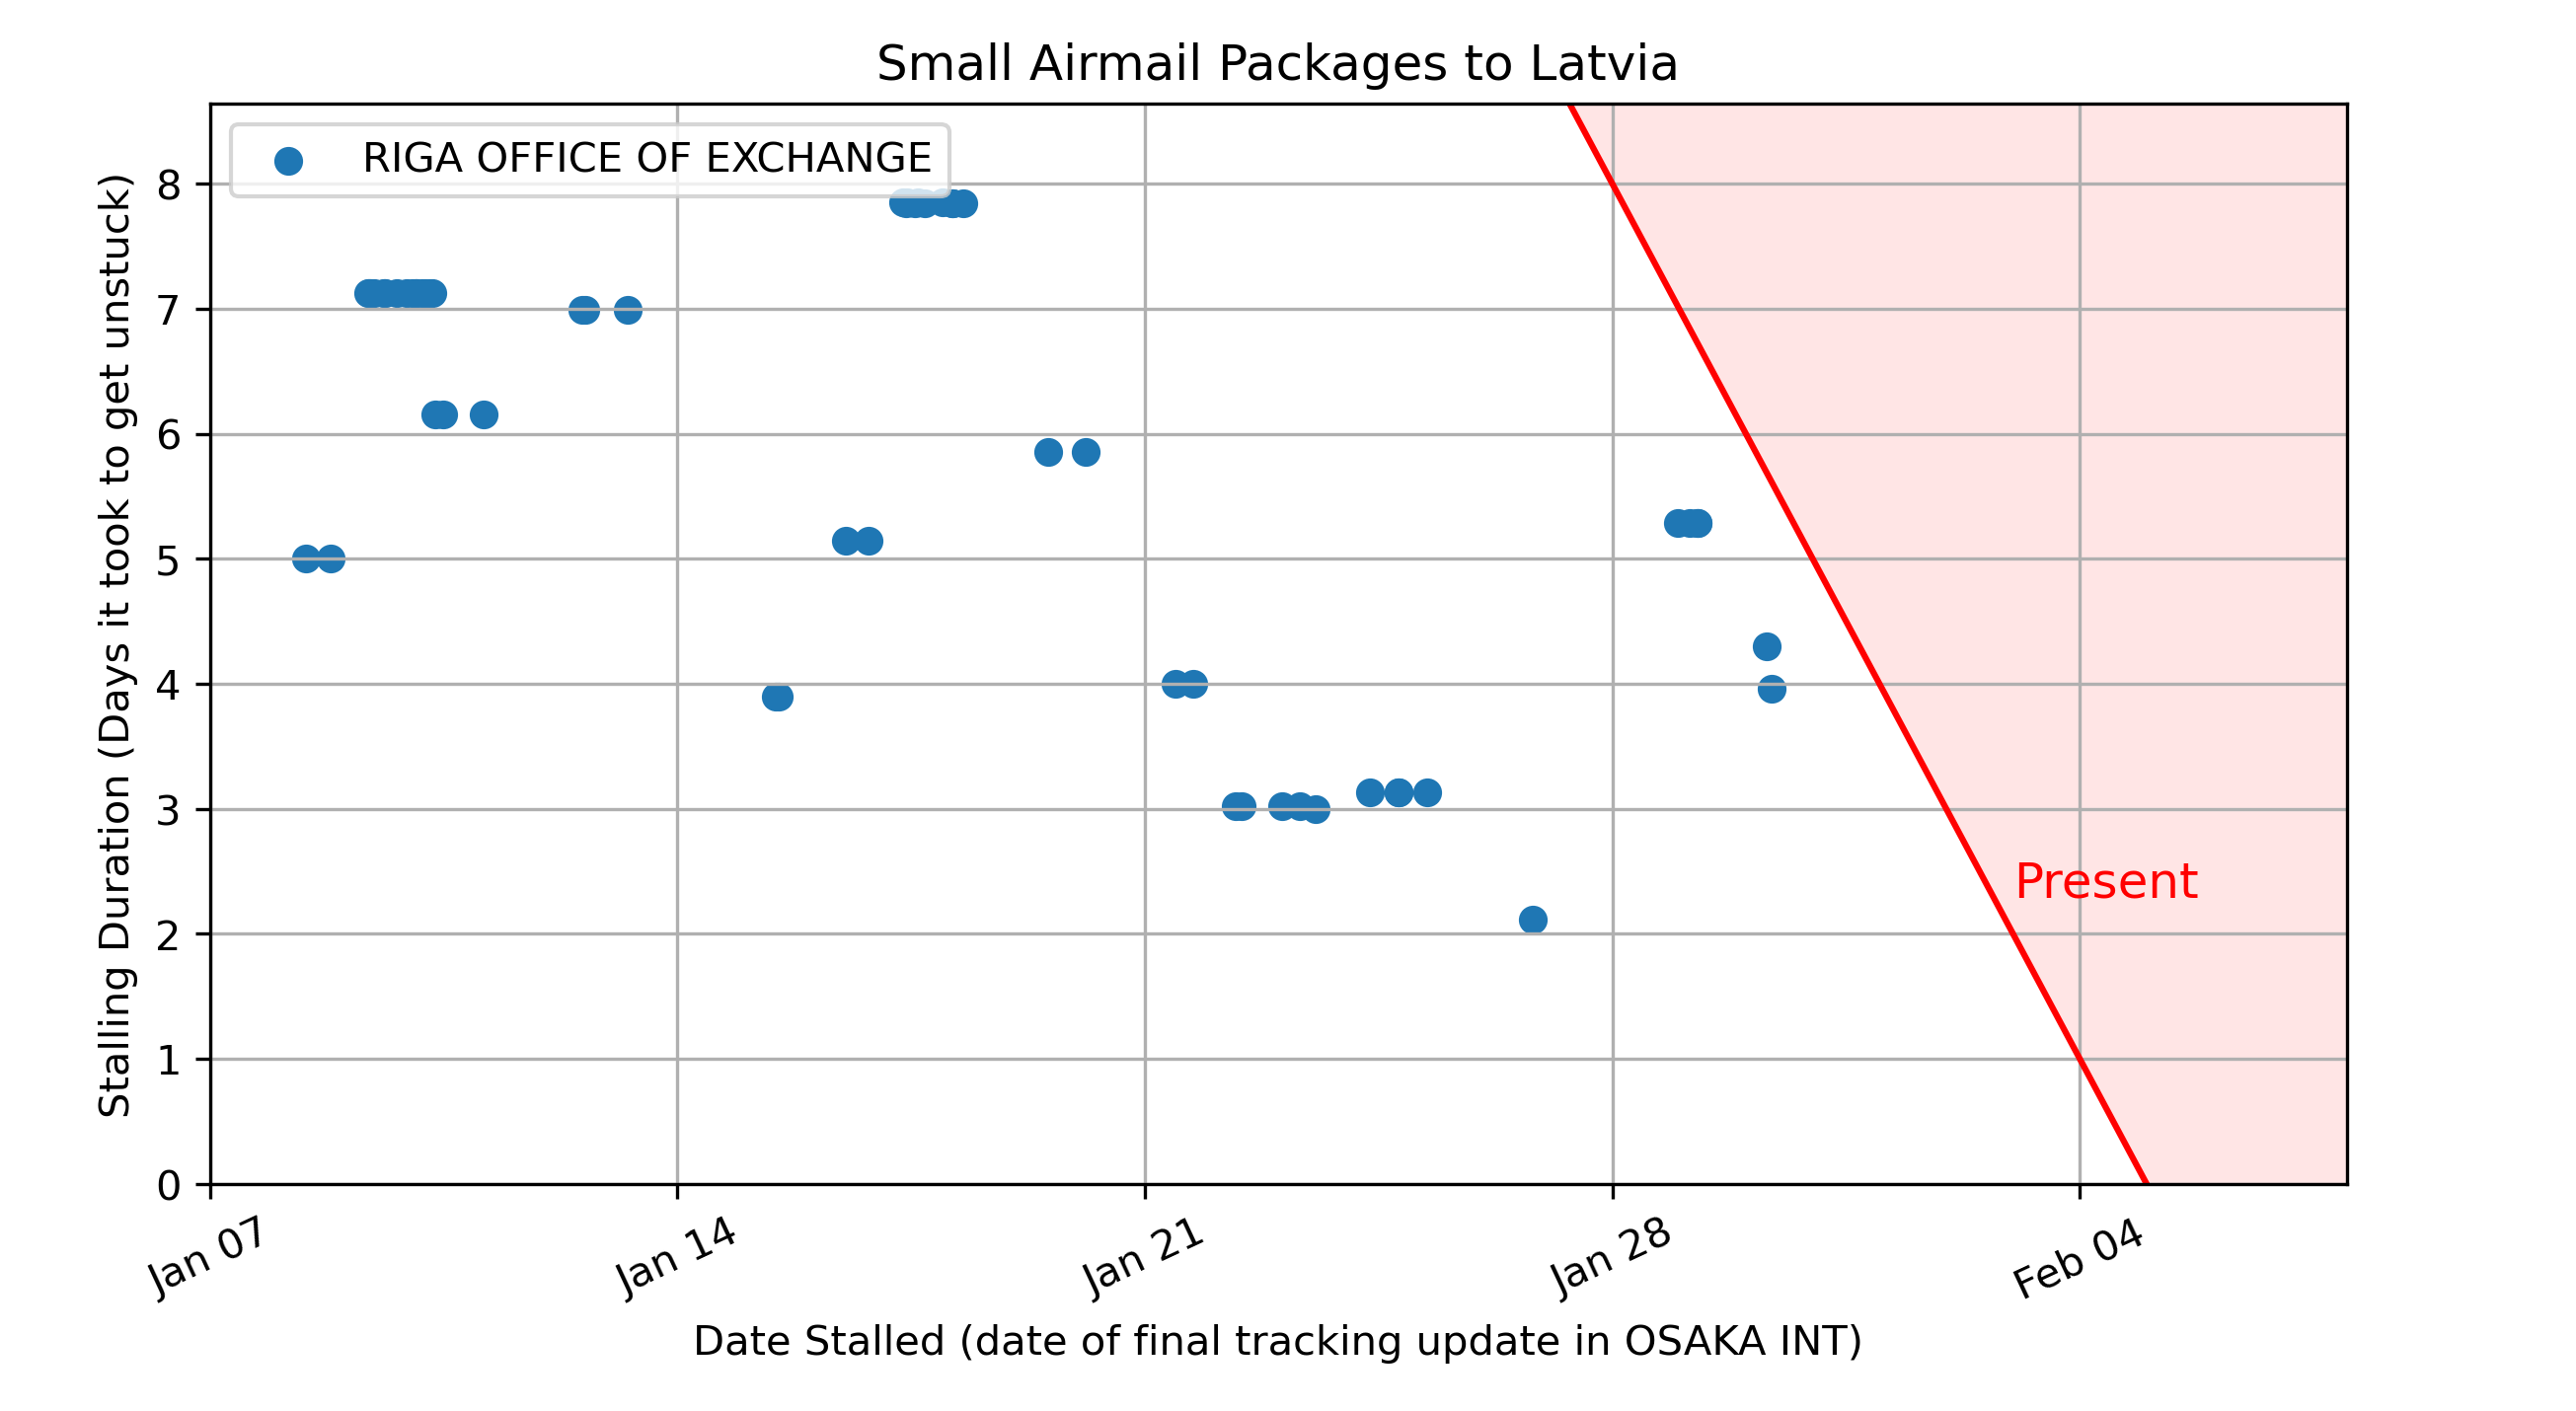 Small Airmail Packages to Latvia
RIGA OFFICE OF EXCHANGE
Stalling Duration (Days it took to get unstuck)
8
7
6
5
4
3
2
1
0
Present
Jan 07
Jan 14
Jan 21
Jan 28
Feb 04
Date Stalled (date of final tracking update in OSAKA INT)